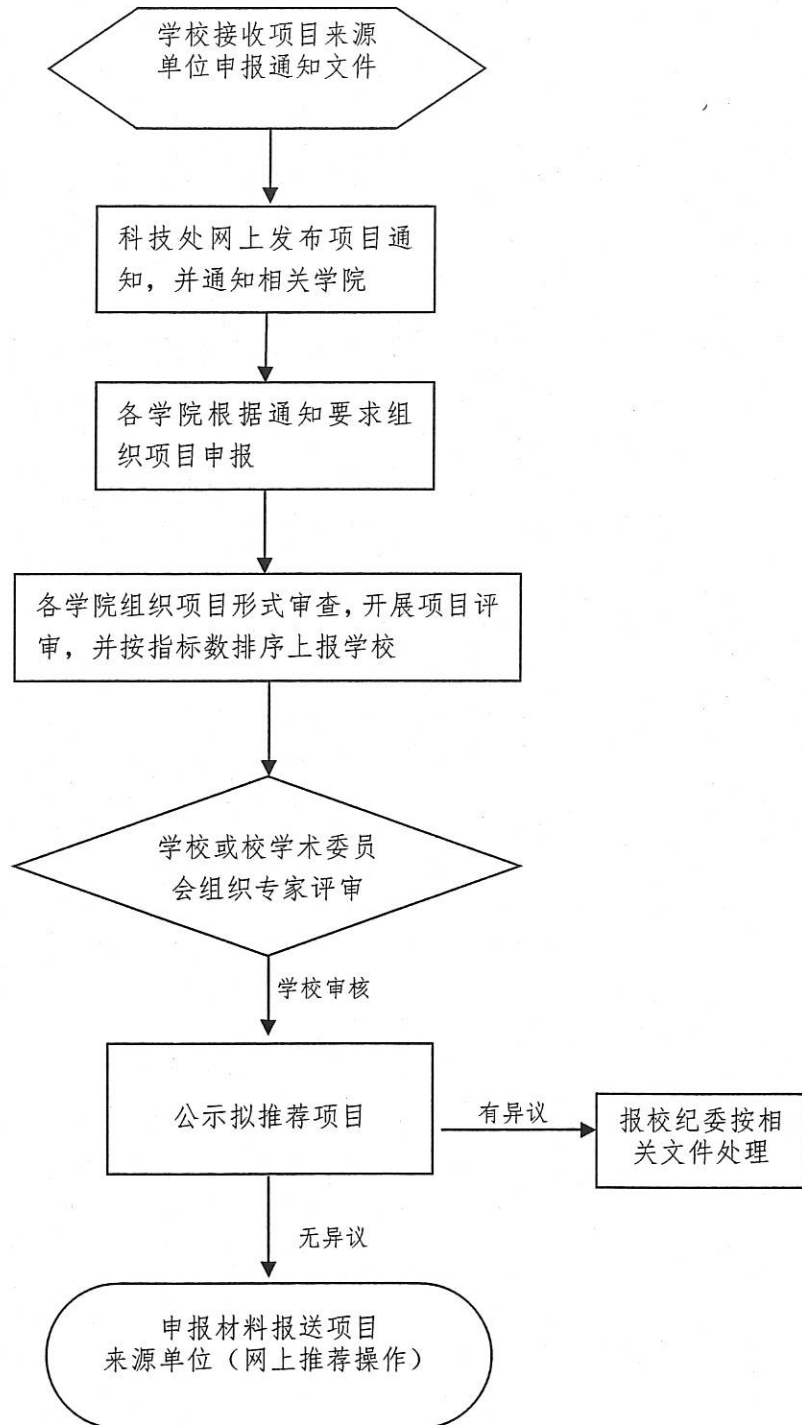 学校接收项目来源
单位申报通知文件
科技处网上发布项目通
知，并通知相关学院
各学院根据通知要求组
织项目申报
各学院组织项目形式审查，开展项目评
审，并按指标数排序上报学校
学校或校学术委员
会组织专家评审
学校审核
公示拟推荐项目
有异议
报校纪委按相
关文件处理
无异议
申报材料报送项目
来源单位（网上推荐操作）